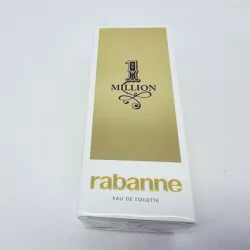 1
MILLION
rabanne
EAU DE TOILETTE